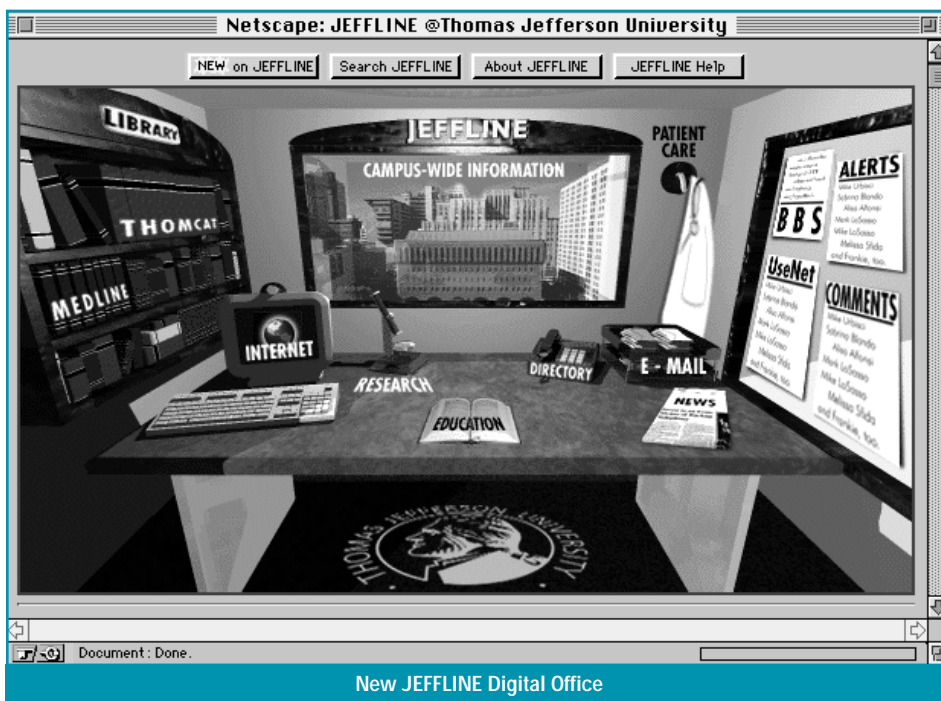 Netscape: JEFFLINE @Thomas Jefferson University
NEW on JEFFLINE
Search JEFFLINE
About JEFFLINE
JEFFLINE Help
LIBRARY
THOMCAT
MEDLINE
JEFFLINE
CAMPUS-WIDE INFORMATION
PATIENT
CARE
INTERNET
RESEARCH
EDUCATION
DIRECTORY
E - MAIL
NEWS
BBS
ALERTS
Mike Urbisci
Sabrina Blando
Alisa Alfonsi
Mark LoSasso
Mike LoSasso
Melissa Sfida
and Frankie, too.
UseNet
Mike Urbisci
Sabrina Blando
Alisa Alfonsi
Mark LoSasso
Mike LoSasso
Melissa Sfida
and Frankie, too.
COMMENTS
Mike Urbisci
Sabrina Blando
Alisa Alfonsi
Mark LoSasso
Mike LoSasso
Melissa Sfida
and Frankie, too.
THOMAS JEFFERSON UNIVERSITY
Document: Done.
New JEFFLINE Digital Office